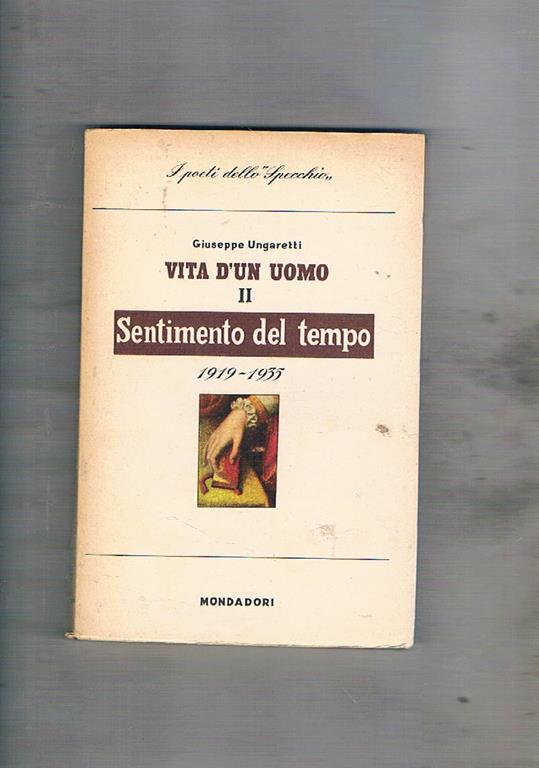 I poeti dello "Specchio„
Giuseppe Ungaretti
VITA D'UN UOMO
II
Sentimento del tempo
1919-1935
MONDADORI